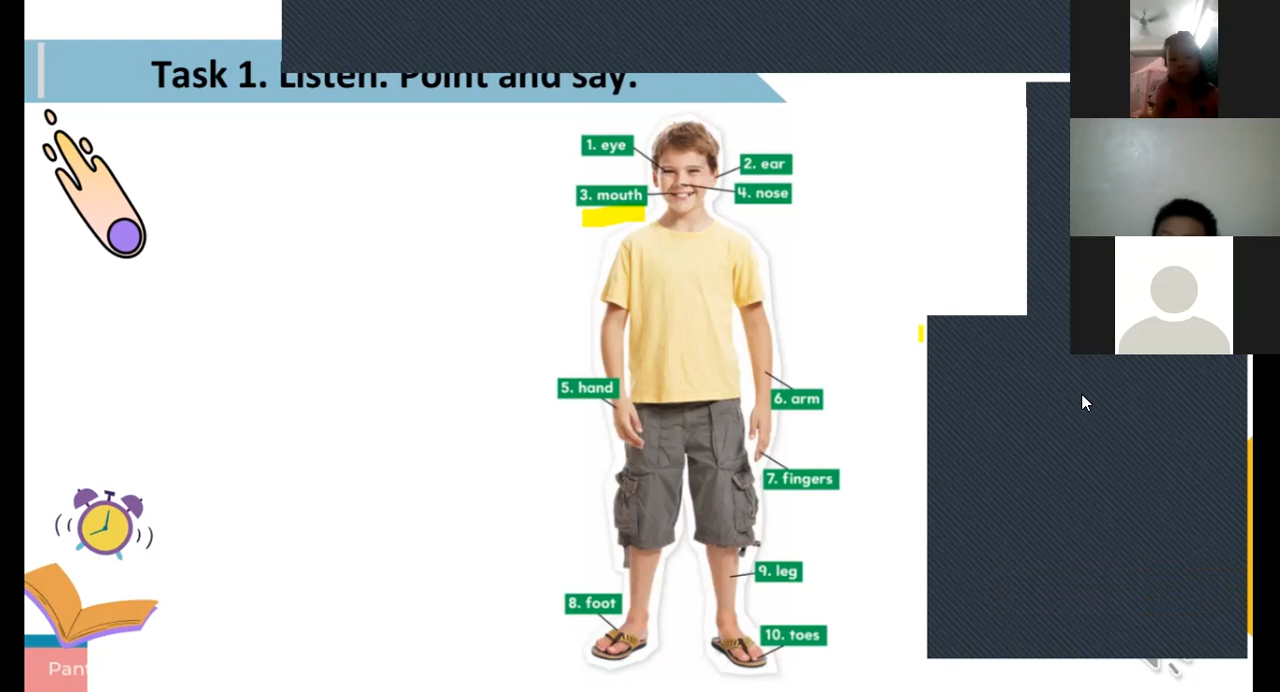 Task 1. Listen. Point and say.
1. eye
2. ear
3. mouth
4. nose
5. hand
6. arm
7. fingers
9. leg
8. foot
10. toes